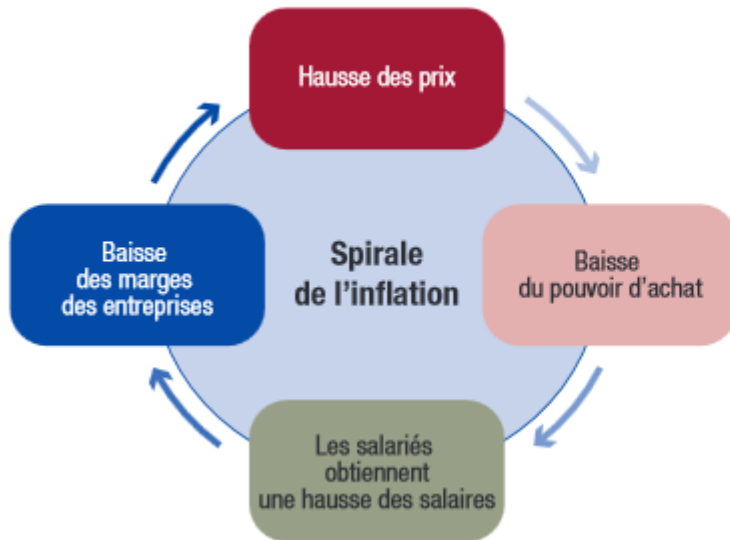 Hausse des prix
Baisse
des marges
des entreprises
Spirale
de l'inflation
Baisse
du pouvoir d'achat
Les salariés
obtiennent
une hausse des salaires